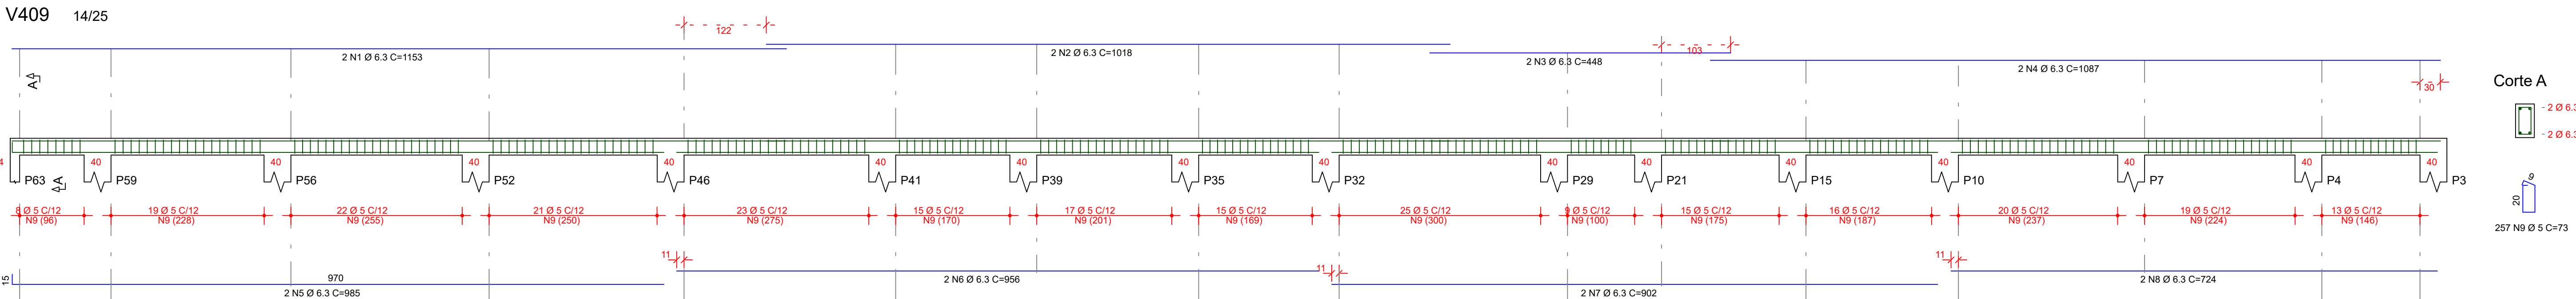 V409 14/25
122
2 N1 Ø 6.3 C=1153
2 N2 Ø 6.3 C=1018
103
2 N3 Ø 6.3 C=448
2 N4 Ø 6.3 C=1087
30
A
Corte A
2 Ø 6.3
2 Ø 6.3
4 40 40 40 40 40 40 40 40 40 40 40 40 40 40 40
P63 A P59 P56 P52 P46 P41 P39 P35 P32 P29 P21 P15 P10 P7 P4 P3
9
20
257 N9 Ø 5 C=73
8 Ø 5 C/12 19 Ø 5 C/12 22 Ø 5 C/12 21 Ø 5 C/12 23 Ø 5 C/12 15 Ø 5 C/12 17 Ø 5 C/12 15 Ø 5 C/12 25 Ø 5 C/12 9 Ø 5 C/12 15 Ø 5 C/12 16 Ø 5 C/12 20 Ø 5 C/12 19 Ø 5 C/12 13 Ø 5 C/12
N9 (96) N9 (228) N9 (255) N9 (250) N9 (275) N9 (170) N9 (201) N9 (169) N9 (300) N9 (100) N9 (175) N9 (187) N9 (237) N9 (224) N9 (146)
11 11 11
15
970
2 N5 Ø 6.3 C=985
2 N6 Ø 6.3 C=956
2 N7 Ø 6.3 C=902
2 N8 Ø 6.3 C=724